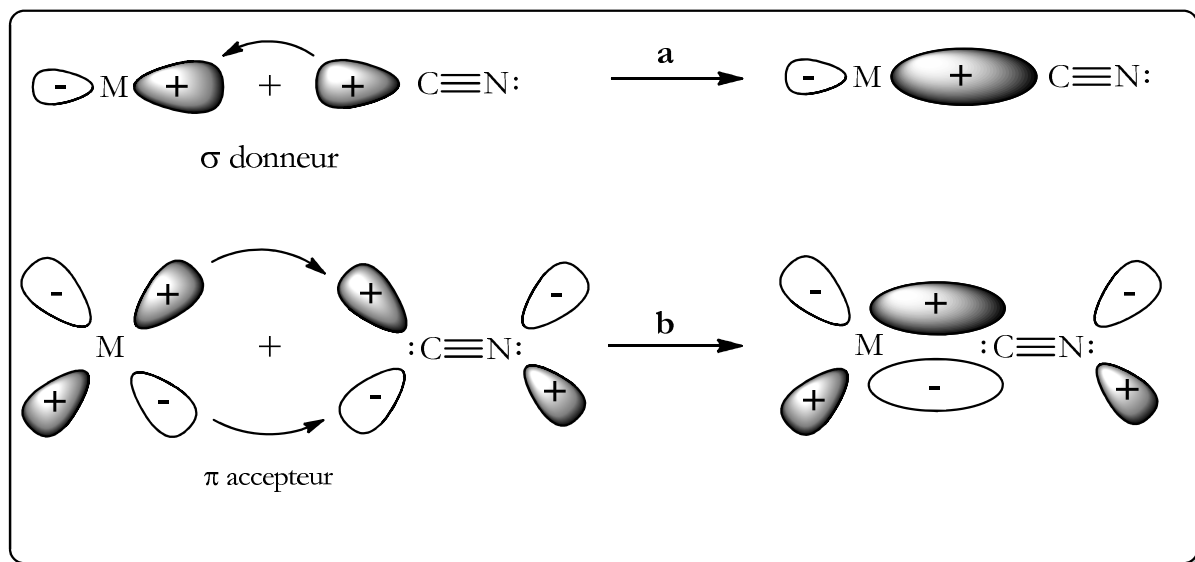 - M + + + C≡N: a - M + C≡N:
σ donneur
- + + - - + -
M + :C≡N: b M :C≡N:
+ - - + + - +
π accepteur